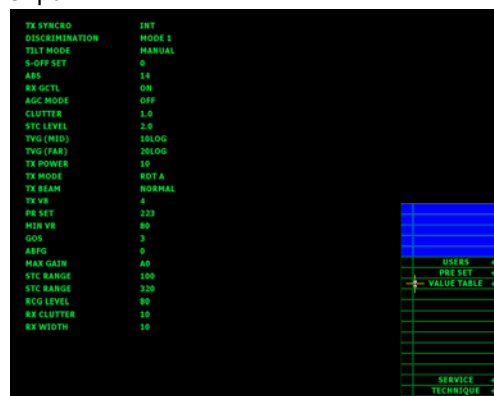 TX SYNCRO INT
DISCRIMINATION MODE 1
TILT MODE MANUAL
S-OFF SET 0
ABS 14
RX GCTL ON
AGC MODE OFF
CLUTTER 1.0
STC LEVEL 2.0
TVG (MID) 10LOG
TVG (FAR) 20LOG
TX POWER 10
TX MODE RDT A
TX BEAM NORMAL
TX VB 4
PR SET 223
MIN VR 80
GOS 3
ABFG 0
MAX GAIN A0
STC RANGE 100
STC RANGE 320
RCG LEVEL 80
RX CLUTTER 10
RX WIDTH 10
USERS
PRE SET
VALUE TABLE
SERVICE
TECHNIQUE